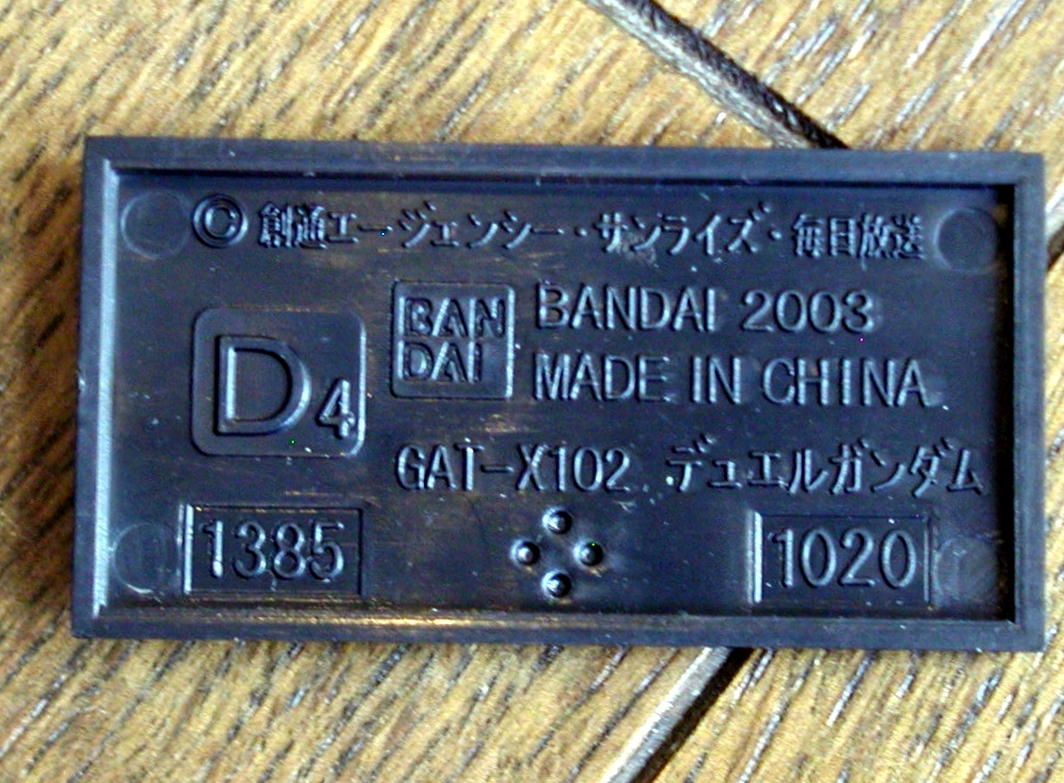 © 創通エージェンシー・サンライズ・毎日放送
BAN
DAI
BANDAI 2003
MADE IN CHINA
D4
GAT-X102 デュエルガンダム
1385
1020